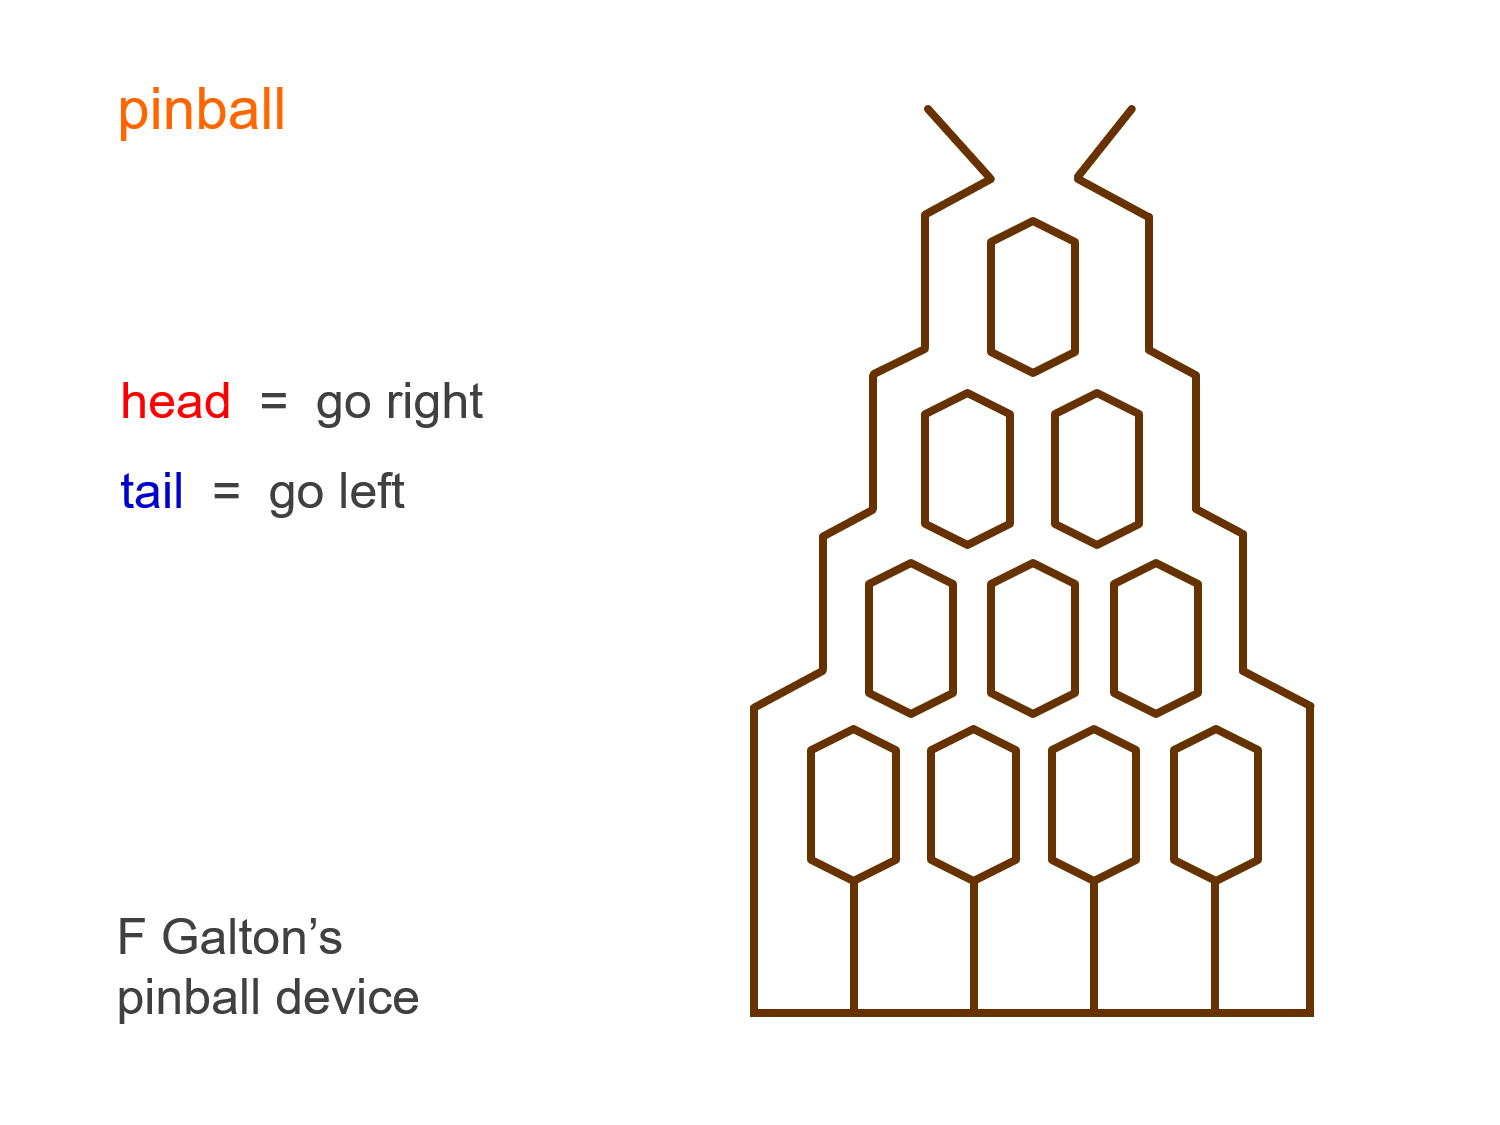 pinball
head = go right
tail = go left
F Galton’s
pinball device